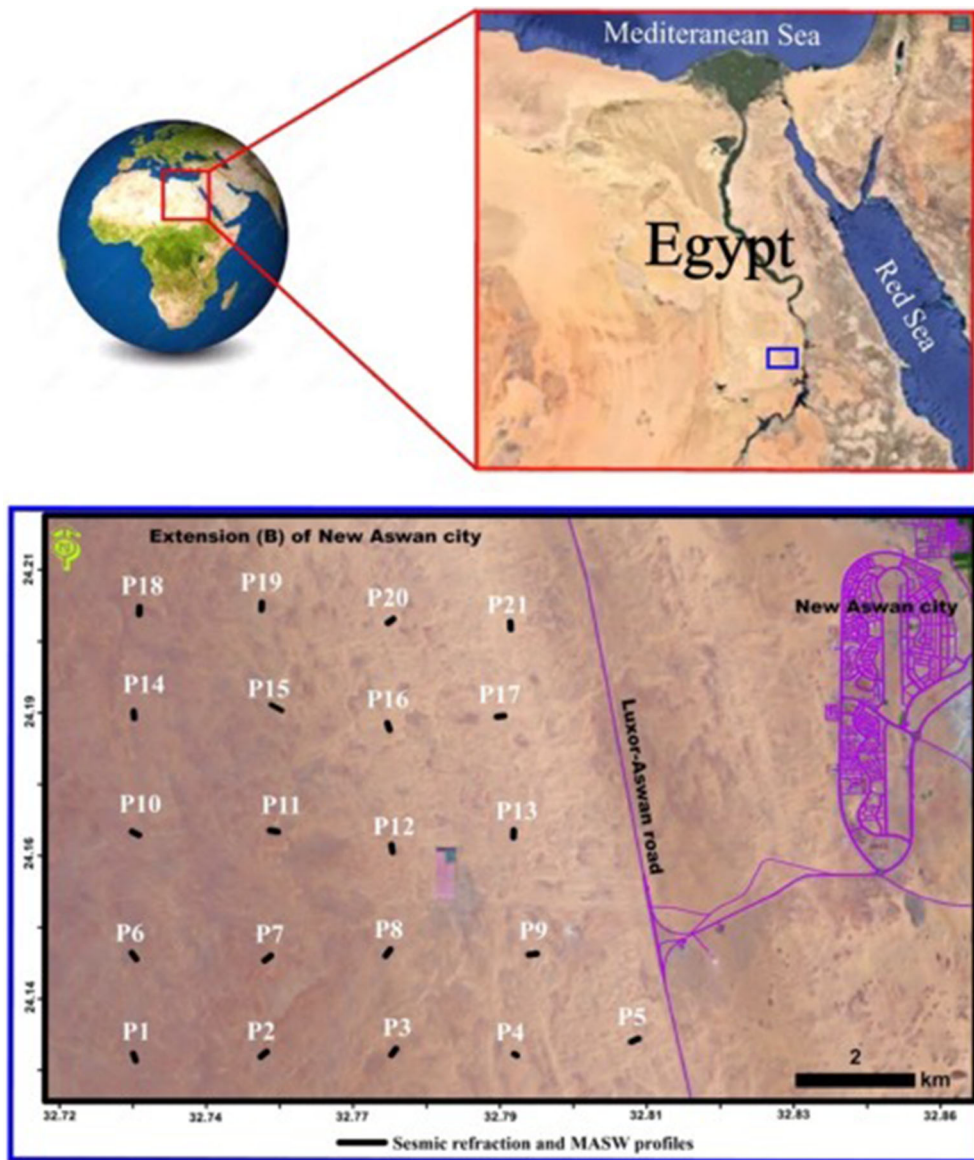 Mediteranean Sea
Egypt
Red Sea
Extension (B) of New Aswan city
24.21
P18
P19
P20
P21
New Aswan city
P14
P15
P16
P17
24.19
Luxor-Aswan road
P10
P11
P12
P13
24.16
P6
P7
P8
P9
24.14
P1
P2
P3
P4
P5
2
km
32.72
32.74
32.77
32.79
32.81
32.83
32.86
Sesmic refraction and MASW profiles